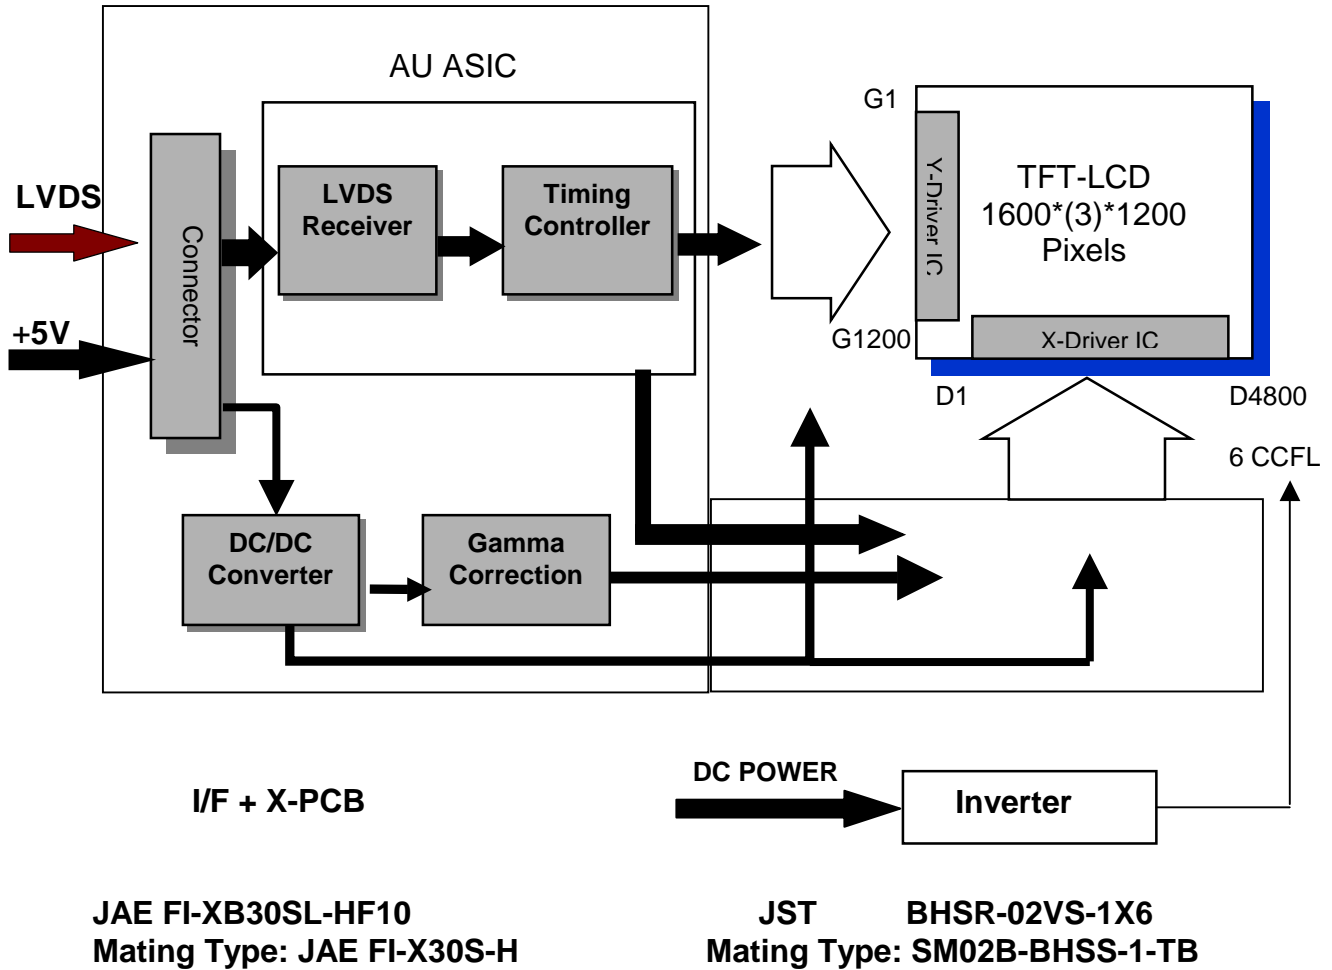 AU ASIC
G1
LVDS
Connector
LVDS
Receiver
Timing
Controller
Y-Driver IC
TFT-LCD
1600*(3)*1200
Pixels
+5V
G1200
X-Driver IC
D1
D4800
6 CCFL
DC/DC
Converter
Gamma
Correction
DC POWER
I/F + X-PCB
Inverter
JAE FI-XB30SL-HF10
Mating Type: JAE FI-X30S-H
JST BHSR-02VS-1X6
Mating Type: SM02B-BHSS-1-TB